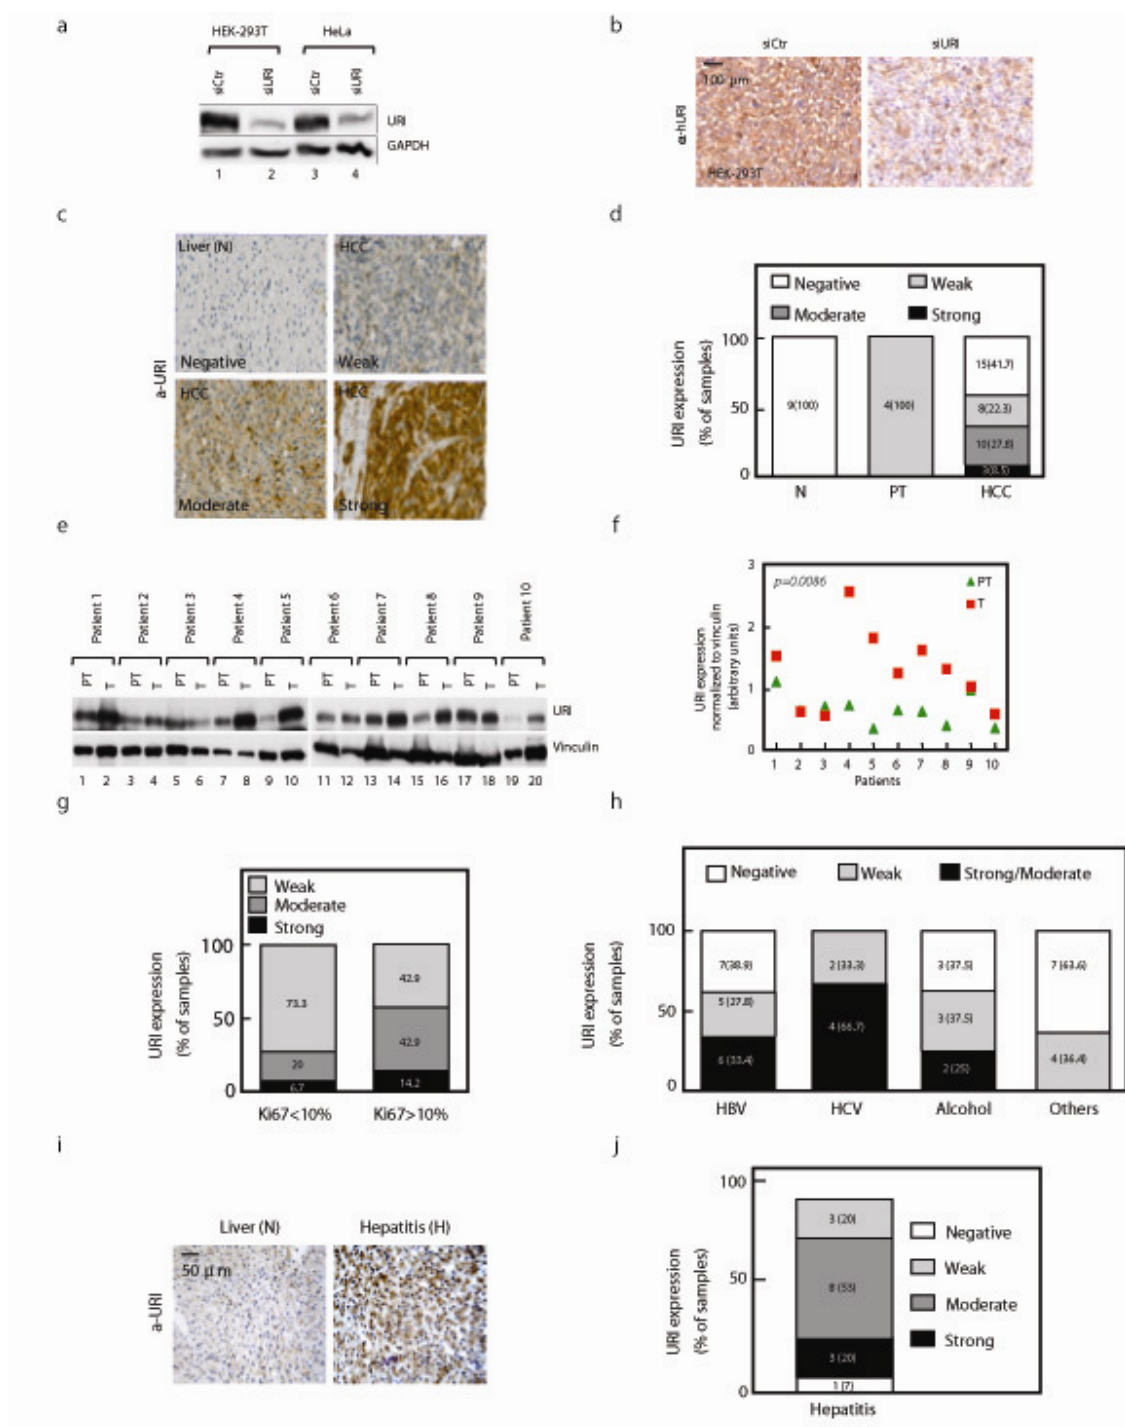 a
HEK-293T HeLa
siCtr siURI siCtr siURI
URI
GAPDH
1 2 3 4
b
siCtr siURI
100 µm
α-hURI
HEK-293T
c
Liver (N) HCC
Negative Weak
a-URI
HCC HCC
Moderate Strong
d
Negative Weak
Moderate Strong
URI expression
(% of samples)
100
50
0
9(100)
4(100)
15(41.7)
8(22.3)
10(27.8)
3(8.5)
N PT HCC
e
Patient 1 Patient 2 Patient 3 Patient 4 Patient 5 Patient 6 Patient 7 Patient 8 Patient 9 Patient 10
PT T PT T PT T PT T PT T PT T PT T PT T PT T PT T
URI
Vinculin
1 2 3 4 5 6 7 8 9 10 11 12 13 14 15 16 17 18 19 20
f
p=0.0086
PT
T
URI expression
normalized to vinculin
(arbitrary units)
3
2
1
0
1 2 3 4 5 6 7 8 9 10
Patients
g
Weak
Moderate
Strong
URI expression
(% of samples)
100
50
0
73.3
20
6.7
42.9
42.9
14.2
Ki67<10% Ki67>10%
h
Negative Weak Strong/Moderate
URI expression
(% of samples)
100
50
0
7(38.9) 2 (33.3) 3 (37.5) 7 (63.6)
5 (27.8) 4 (66.7) 3 (37.5) 4 (36.4)
6 (33.4) 2 (25)
HBV HCV Alcohol Others
i
Liver (N) Hepatitis (H)
50 µm
a-URI
j
URI expression
(% of samples)
100
50
0
3 (20)
3 (20)
1 (7)
Negative
Weak
Moderate
Strong
Hepatitis